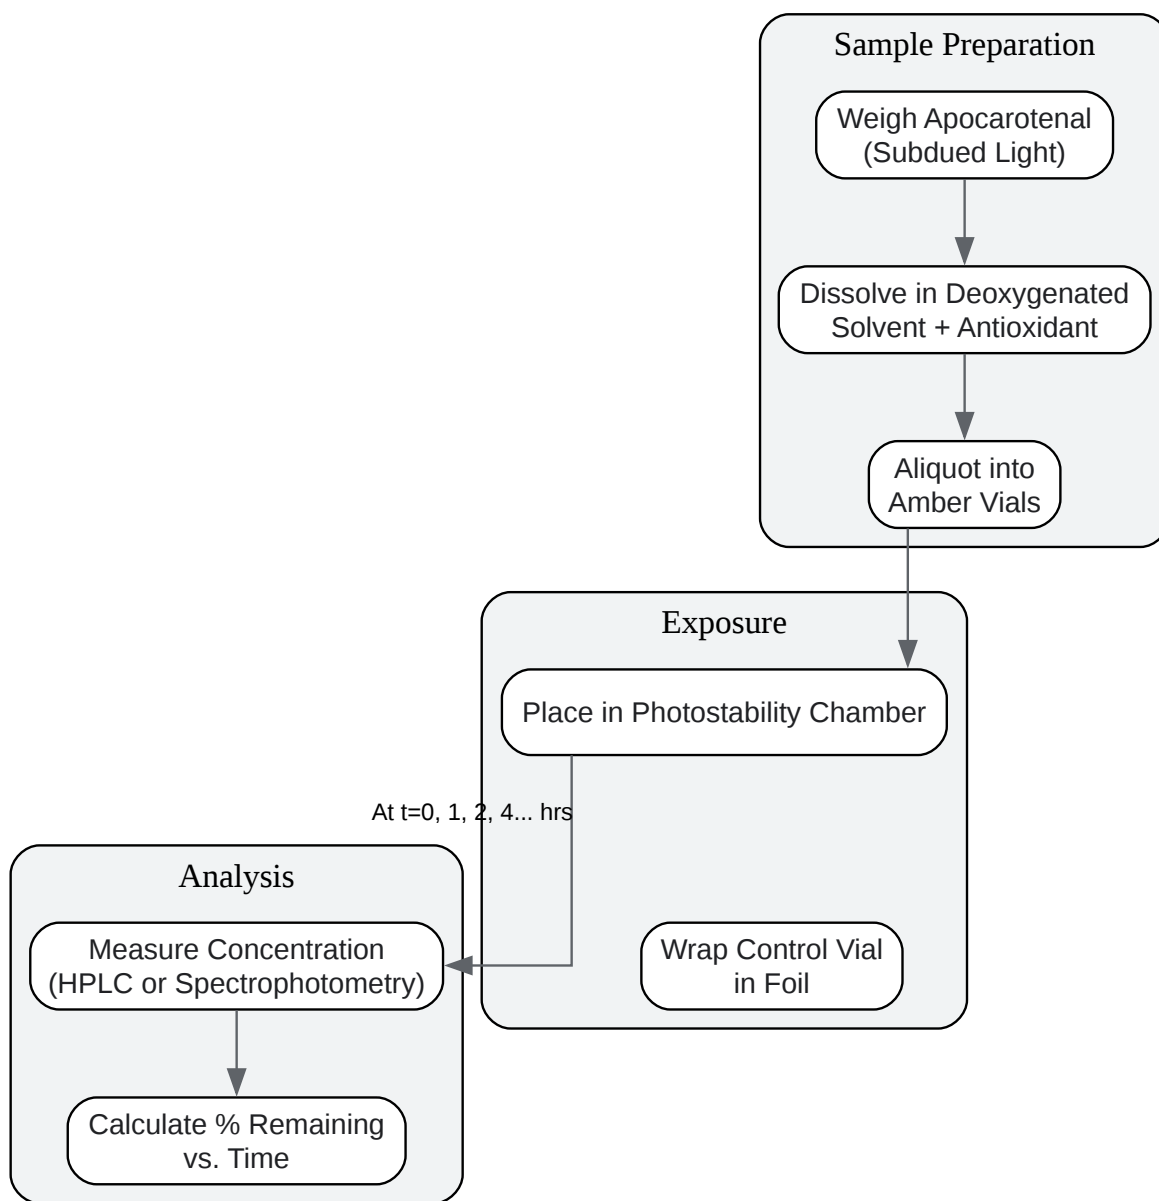 Sample Preparation
Weigh Apocarotenal
(Subdued Light)
Dissolve in Deoxygenated
Solvent + Antioxidant
Aliquot into
Amber Vials
Exposure
Place in Photostability Chamber
At t=0, 1, 2, 4... hrs
Wrap Control Vial
in Foil
Analysis
Measure Concentration
(HPLC or Spectrophotometry)
Calculate % Remaining
vs. Time